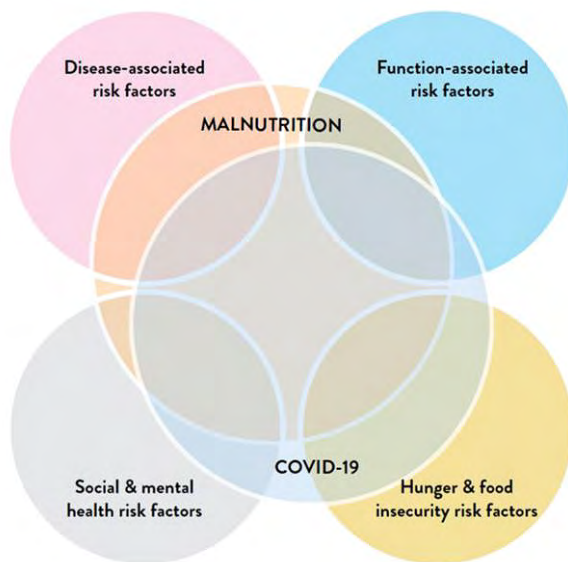 Disease-associated
risk factors
Function-associated
risk factors
MALNUTRITION
COVID-19
Social & mental
health risk factors
Hunger & food
insecurity risk factors